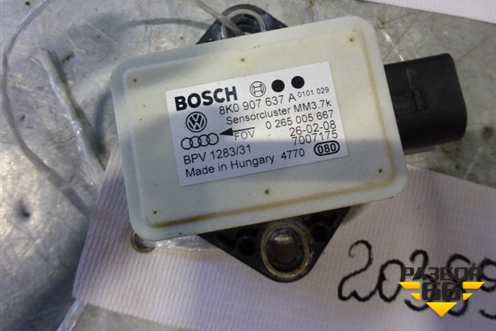 BOSCH
8K0 907 637 A 0101 029
Sensorcluster MM3.7k
FOV 0 265 005 667
26-02-08
BPV 1283/31 7007175
Made in Hungary 4770 080
20389
РАЗБОР
66